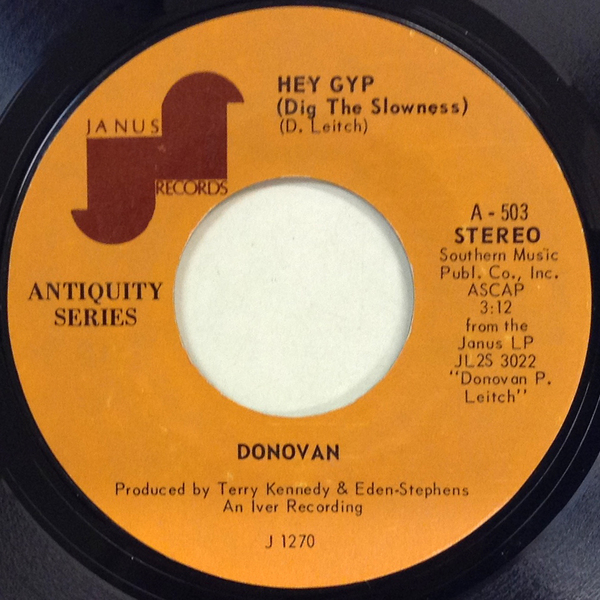 HEY GYP
(Dig The Slowness)
(D. Leitch)
JANUS
RECORDS
A - 503
STEREO
Southern Music
Publ. Co., Inc.
ASCAP
3:12
from the
Janus LP
JL2S 3022
"Donovan P.
Leitch"
ANTIQUITY
SERIES
DONOVAN
Produced by Terry Kennedy & Eden-Stephens
An Iver Recording
J 1270